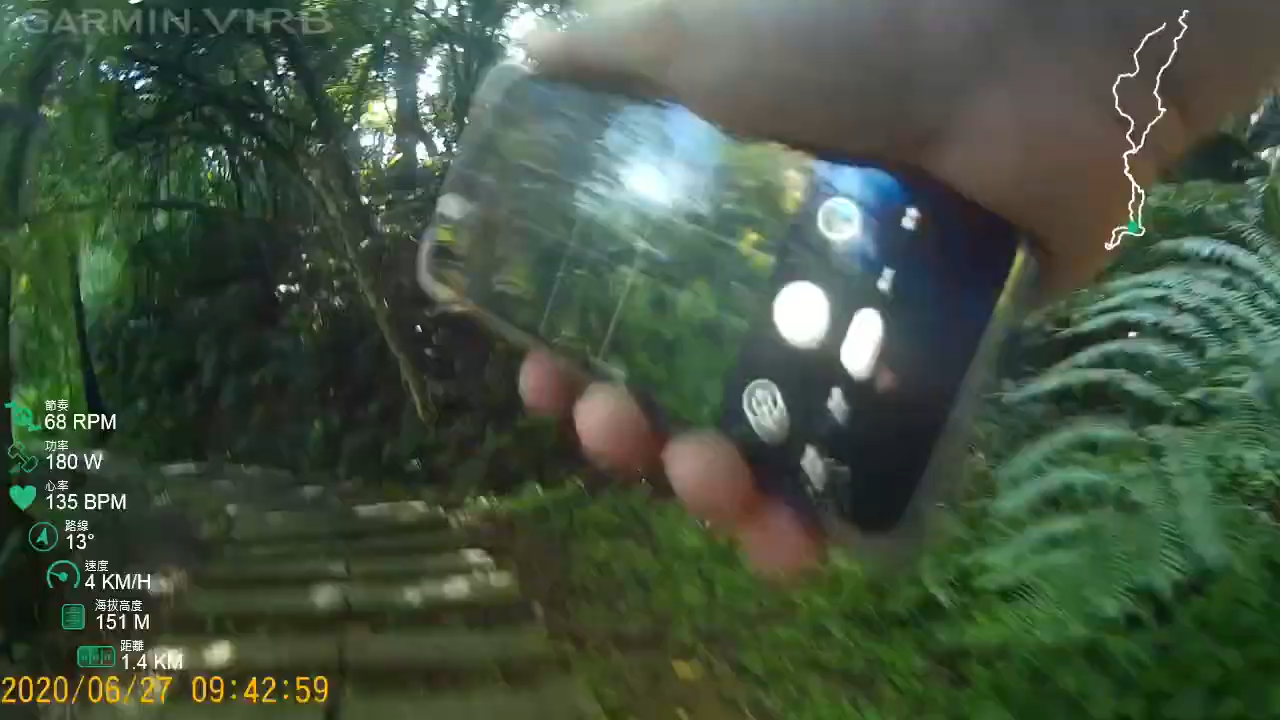 GARMIN.VIRB
節奏
68 RPM
功率
180 W
心率
135 BPM
路線
13°
速度
4 KM/H
海拔高度
151 M
距離
1.4 KM
2020/06/27 09:42:59